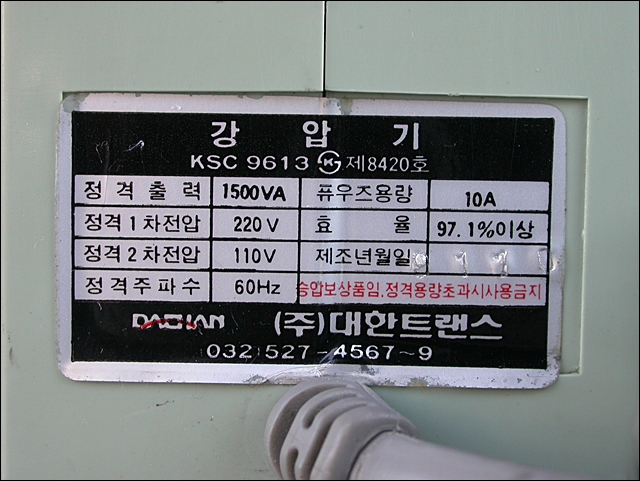 강압기
KSC 9613 제8420호
정격출력 1500VA 퓨우즈용량 10A
정격1차전압 220V 효율 97.1%이상
정격2차전압 110V 제조년월일
정격주파수 60Hz 승압보상품임.정격용량초과시사용금지
DAEHAN (주)대한트랜스
032)527-4567~9